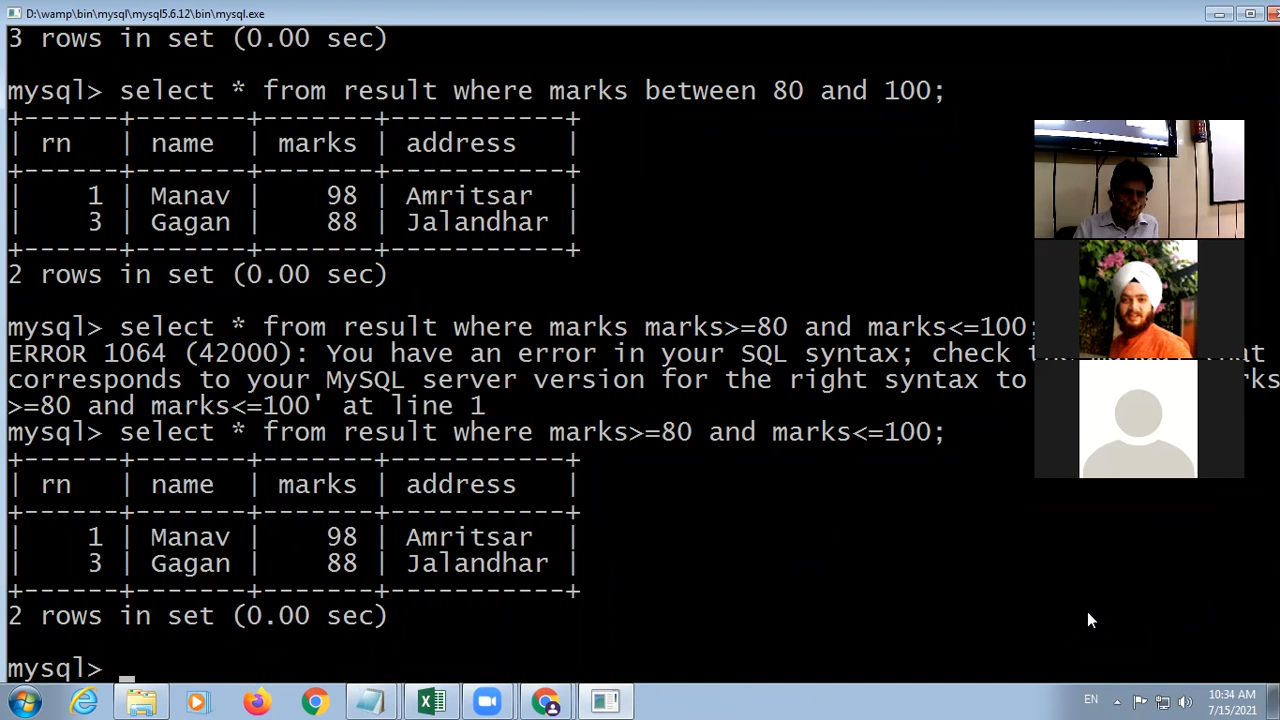 D:\wamp\bin\mysql\mysql5.6.12\bin\mysql.exe
3 rows in set (0.00 sec)
mysql> select * from result where marks between 80 and 100;
+------+-------+-------+-----------+
| rn | name | marks | address |
+------+-------+-------+-----------+
| 1 | Manav | 98 | Amritsar |
| 3 | Gagan | 88 | Jalandhar |
+------+-------+-------+-----------+
2 rows in set (0.00 sec)
mysql> select * from result where marks marks>=80 and marks<=100;
ERROR 1064 (42000): You have an error in your SQL syntax; check
corresponds to your MySQL server version for the right syntax to
>=80 and marks<=100' at line 1
mysql> select * from result where marks>=80 and marks<=100;
+------+-------+-------+-----------+
| rn | name | marks | address |
+------+-------+-------+-----------+
| 1 | Manav | 98 | Amritsar |
| 3 | Gagan | 88 | Jalandhar |
+------+-------+-------+-----------+
2 rows in set (0.00 sec)
mysql>
EN
10:34 AM
7/15/2021